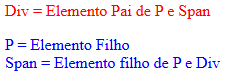 Div = Elemento Pai de P e Span
P = Elemento Filho
Span = Elemento filho de P e Div